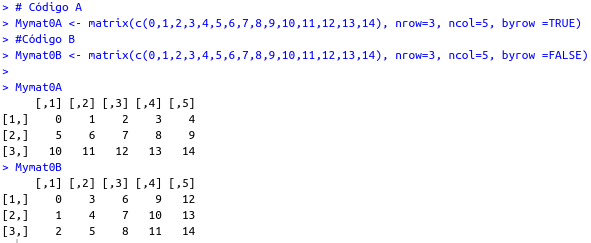 > # Código A
> Mymat0A <- matrix(c(0,1,2,3,4,5,6,7,8,9,10,11,12,13,14), nrow=3, ncol=5, byrow =TRUE)
> #Código B
> Mymat0B <- matrix(c(0,1,2,3,4,5,6,7,8,9,10,11,12,13,14), nrow=3, ncol=5, byrow =FALSE)
>
> Mymat0A
     [,1] [,2] [,3] [,4] [,5]
[1,]    0    1    2    3    4
[2,]    5    6    7    8    9
[3,]   10   11   12   13   14
> Mymat0B
     [,1] [,2] [,3] [,4] [,5]
[1,]    0    3    6    9   12
[2,]    1    4    7   10   13
[3,]    2    5    8   11   14